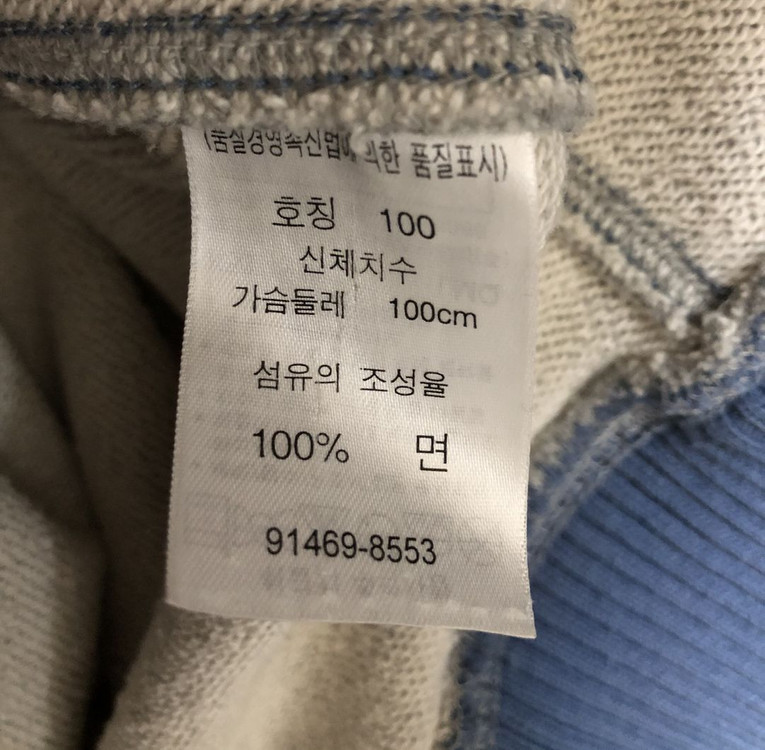 품질표시)
호칭 100
신체치수
가슴둘레 100cm
섬유의 조성율
100% 면
91469-8553